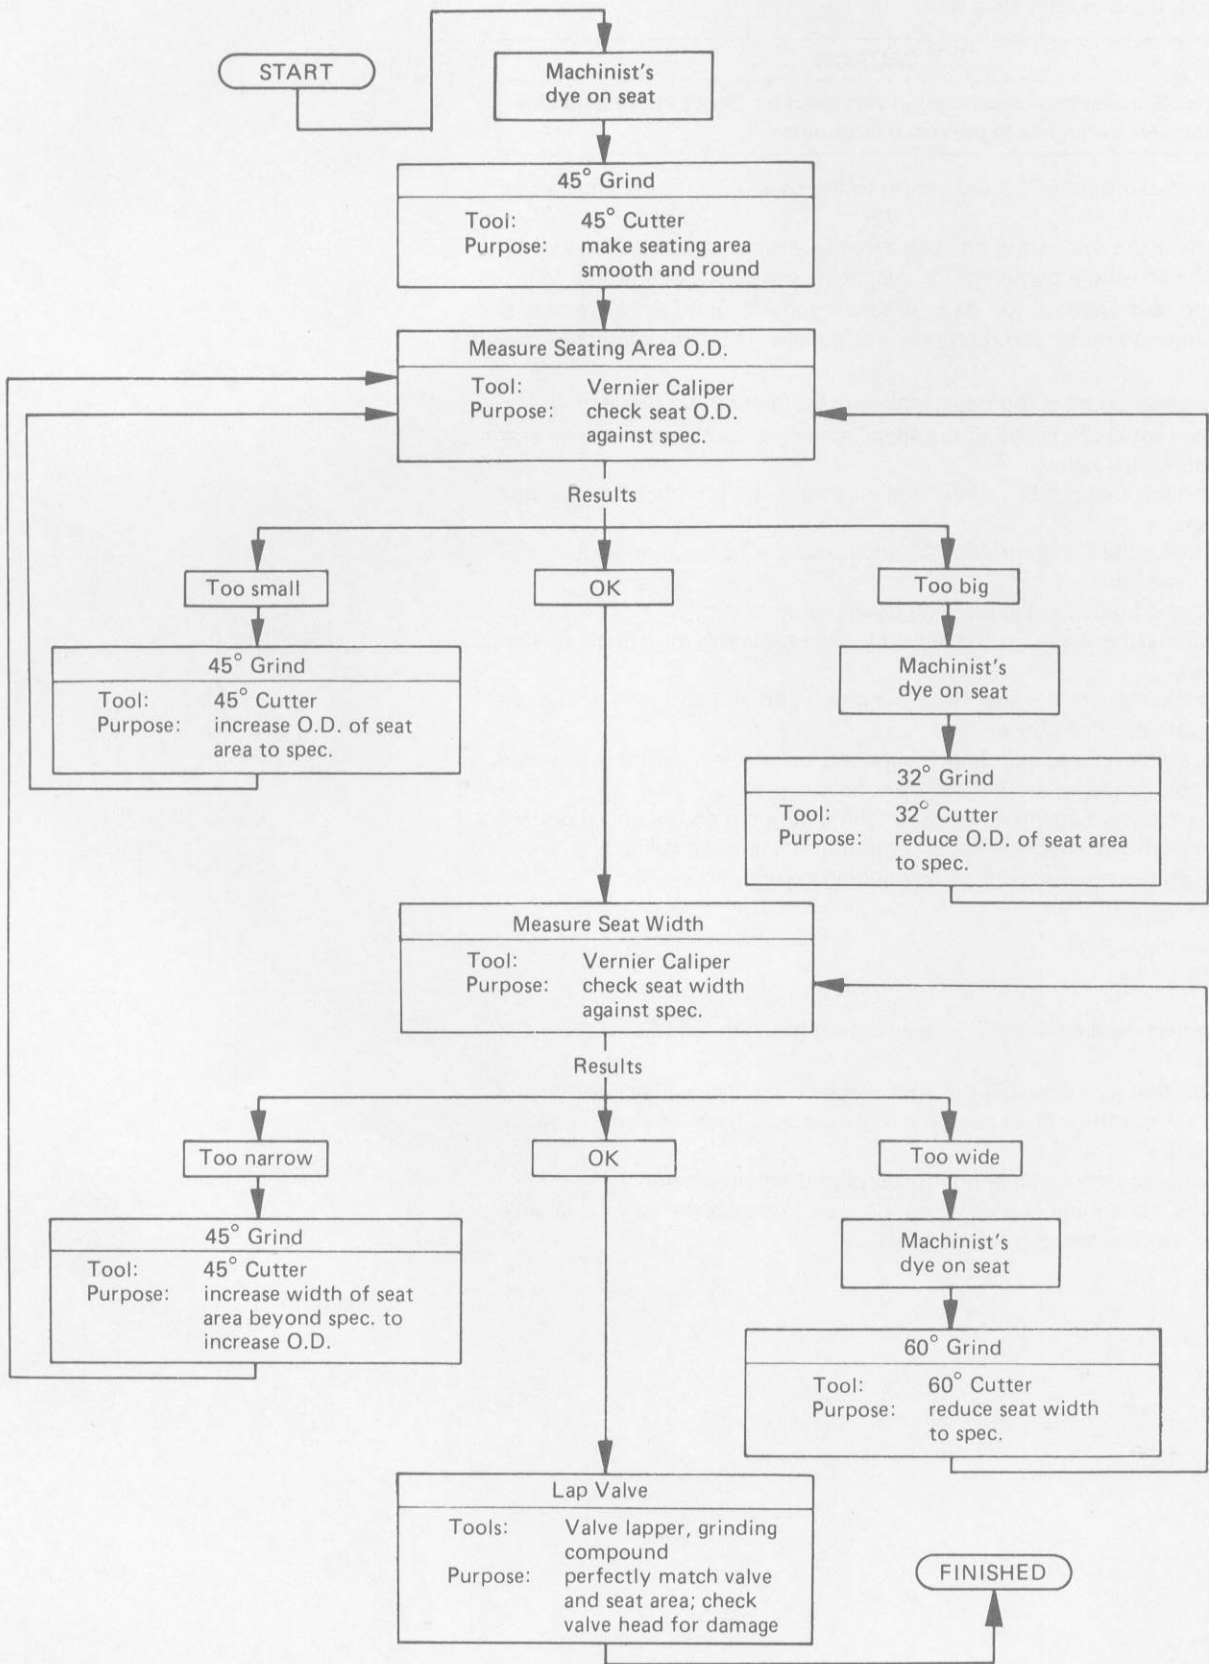 START
Machinist's
dye on seat
45° Grind
Tool: 45° Cutter
Purpose: make seating area
smooth and round
Measure Seating Area O.D.
Tool: Vernier Caliper
Purpose: check seat O.D.
against spec.
Results
Too small
OK
Too big
45° Grind
Tool: 45° Cutter
Purpose: increase O.D. of seat
area to spec.
Machinist's
dye on seat
32° Grind
Tool: 32° Cutter
Purpose: reduce O.D. of seat area
to spec.
Measure Seat Width
Tool: Vernier Caliper
Purpose: check seat width
against spec.
Results
Too narrow
OK
Too wide
45° Grind
Tool: 45° Cutter
Purpose: increase width of seat
area beyond spec. to
increase O.D.
Machinist's
dye on seat
60° Grind
Tool: 60° Cutter
Purpose: reduce seat width
to spec.
Lap Valve
Tools: Valve lapper, grinding
compound
Purpose: perfectly match valve
and seat area; check
valve head for damage
FINISHED